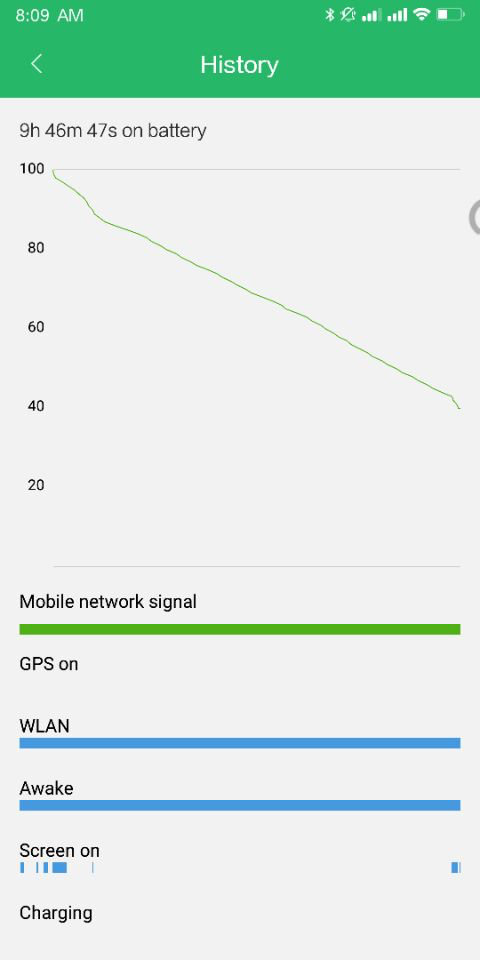 8:09 AM
History
9h 46m 47s on battery
100
80
60
40
20
Mobile network signal
GPS on
WLAN
Awake
Screen on
Charging